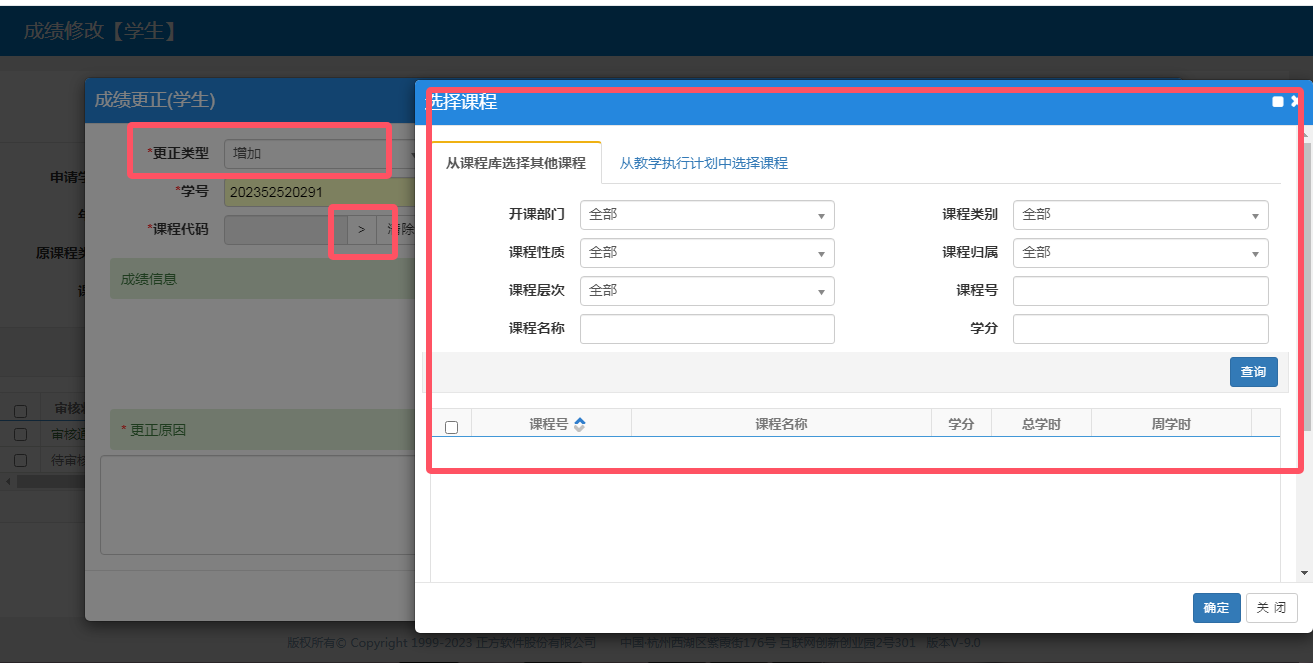 成绩修改【学生】
成绩更正(学生)
选择课程
*更正类型 增加
从课程库选择其他课程 从教学执行计划中选择课程
*学号 202352520291
*课程代码 > 清除
成绩信息
开课部门 全部 课程类别 全部
课程性质 全部 课程归属 全部
课程层次 全部 课程号
课程名称 学分
查询
课程号 课程名称 学分 总学时 周学时
申请学
原课程类
审核
审核通
待审核
* 更正原因
确定 关 闭
版权所有© Copyright 1999-2023 正方软件股份有限公司 中国·杭州西湖区紫霞街176号 互联网创新创业园2号301 版本V-9.0